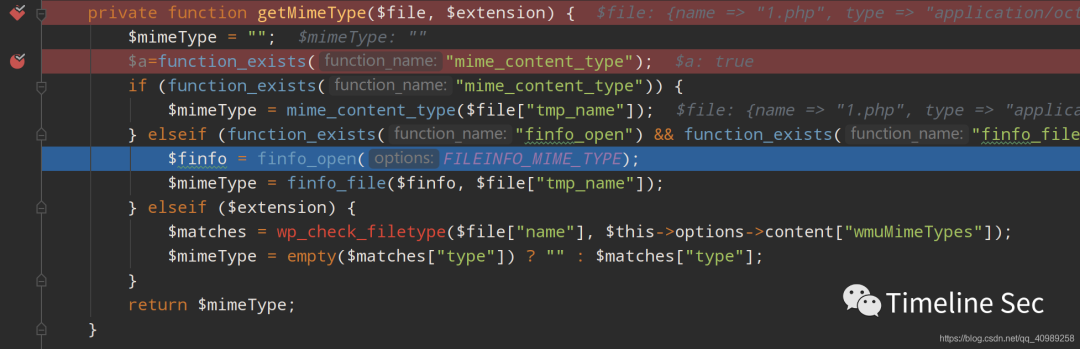 private function getMimeType($file, $extension) { $file: {name => "1.php", type => "application/oct
$mimeType = ""; $mimeType: ""
$a=function_exists( function_name: "mime_content_type"); $a: true
if (function_exists( function_name: "mime_content_type")) {
$mimeType = mime_content_type($file["tmp_name"]); $file: {name => "1.php", type => "applica
} elseif (function_exists( function_name: "finfo_open") && function_exists( function_name: "finfo_file
$finfo = finfo_open( options: FILEINFO_MIME_TYPE);
$mimeType = finfo_file($finfo, $file["tmp_name"]);
} elseif ($extension) {
$matches = wp_check_filetype($file["name"], $this->options->content["wmuMimeTypes"]);
$mimeType = empty($matches["type"]) ? "" : $matches["type"];
}
return $mimeType;
}
Timeline Sec
https://blog.csdn.net/qq_40989258